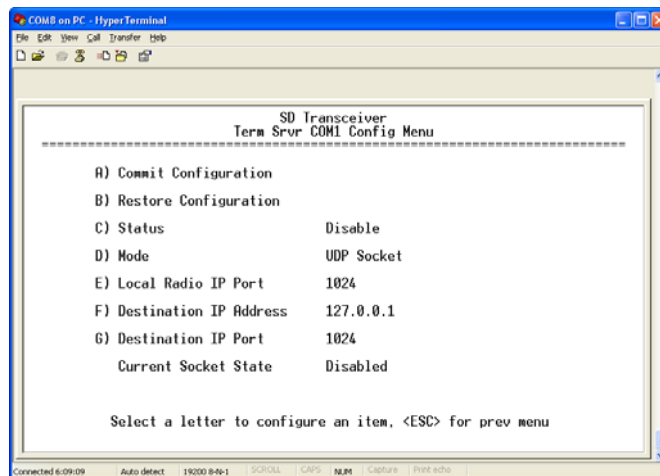 COM8 on PC - HyperTerminal
File Edit View Call Transfer Help
SD Transceiver
Term Srvr COM1 Config Menu
==========================================================================
A) Commit Configuration
B) Restore Configuration
C) Status Disable
D) Mode UDP Socket
E) Local Radio IP Port 1024
F) Destination IP Address 127.0.0.1
G) Destination IP Port 1024
Current Socket State Disabled
Select a letter to configure an item, <ESC> for prev menu
Connected 6:09:09 Auto detect 19200 8-N-1 SCROLL CAPS NUM Capture Print echo